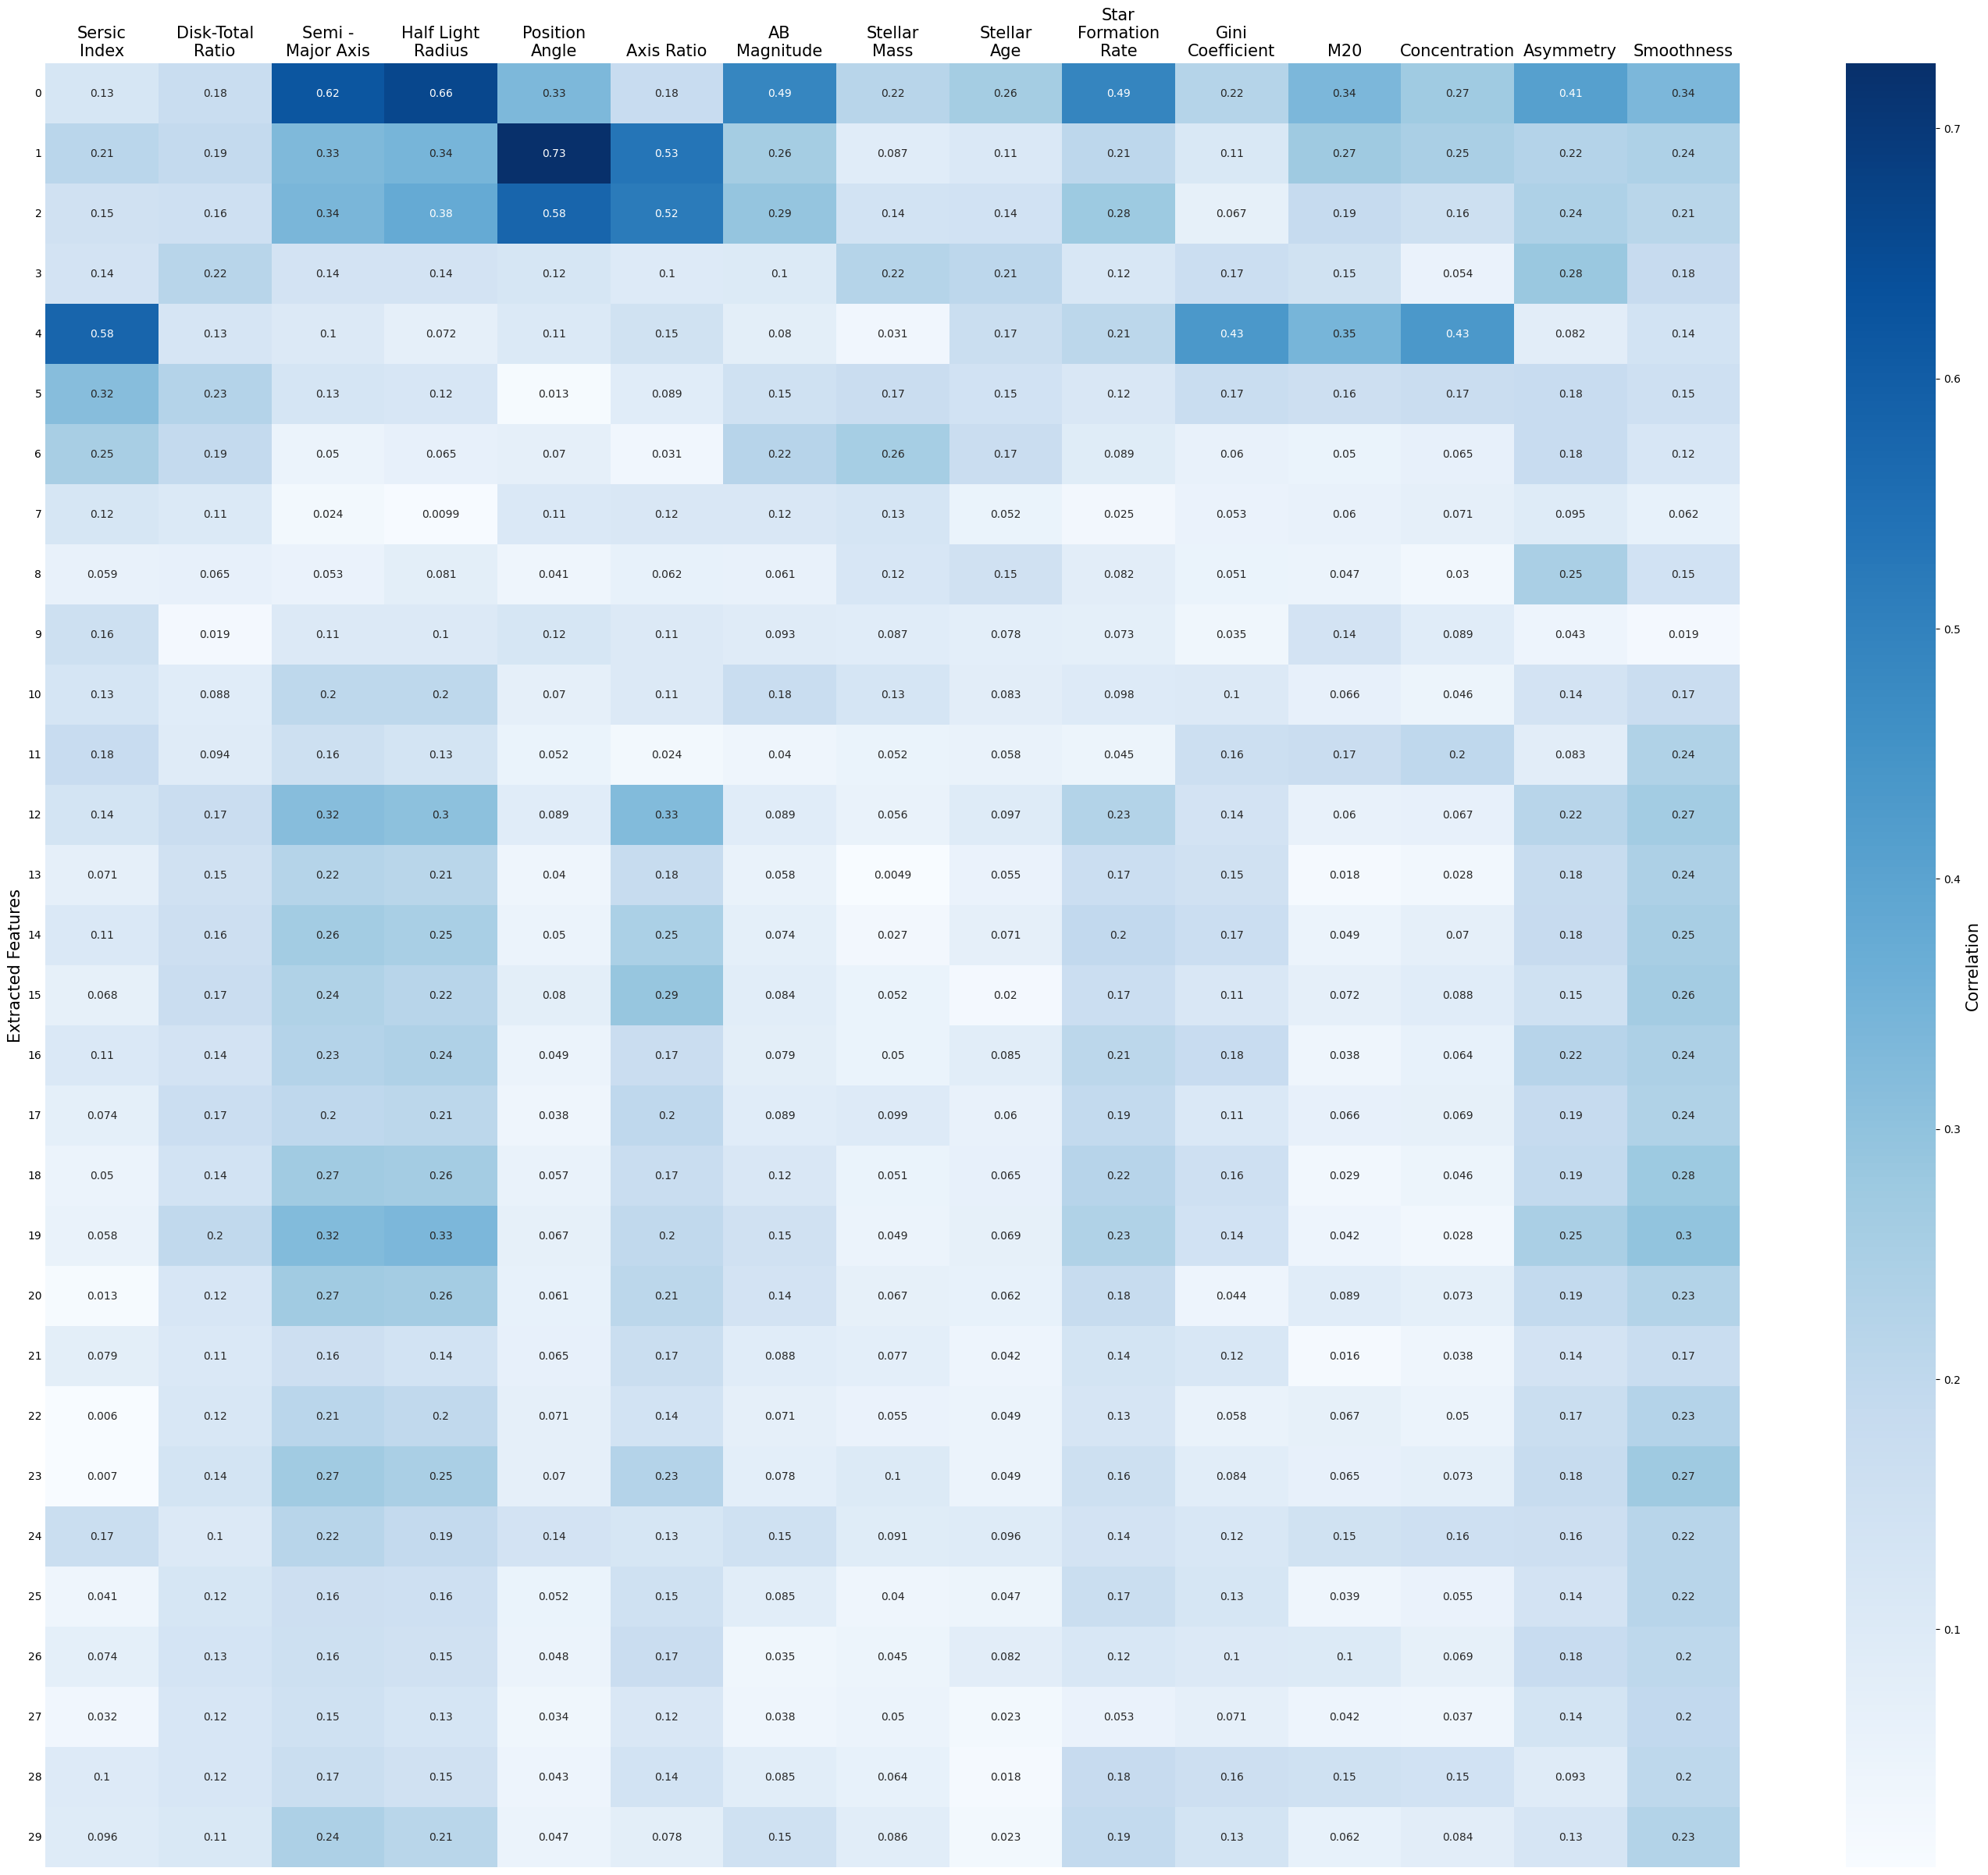 Star
Sersic Disk-Total Semi - Half Light Position AB Stellar Stellar Formation Gini
Index Ratio Major Axis Radius Angle Axis Ratio Magnitude Mass Age Rate Coefficient M20 Concentration Asymmetry Smoothness
0 0.13 0.18 0.62 0.66 0.33 0.18 0.49 0.22 0.26 0.49 0.22 0.34 0.27 0.41 0.34
1 0.21 0.19 0.33 0.34 0.73 0.53 0.26 0.087 0.11 0.21 0.11 0.27 0.25 0.22 0.24
2 0.15 0.16 0.34 0.38 0.58 0.52 0.29 0.14 0.14 0.28 0.067 0.19 0.16 0.24 0.21
3 0.14 0.22 0.14 0.14 0.12 0.1 0.1 0.22 0.21 0.12 0.17 0.15 0.054 0.28 0.18
4 0.58 0.13 0.1 0.072 0.11 0.15 0.08 0.031 0.17 0.21 0.43 0.35 0.43 0.082 0.14
5 0.32 0.23 0.13 0.12 0.013 0.089 0.15 0.17 0.15 0.12 0.17 0.16 0.17 0.18 0.15
6 0.25 0.19 0.05 0.065 0.07 0.031 0.22 0.26 0.17 0.089 0.06 0.05 0.065 0.18 0.12
7 0.12 0.11 0.024 0.0099 0.11 0.12 0.12 0.13 0.052 0.025 0.053 0.06 0.071 0.095 0.062
8 0.059 0.065 0.053 0.081 0.041 0.062 0.061 0.12 0.15 0.082 0.051 0.047 0.03 0.25 0.15
9 0.16 0.019 0.11 0.1 0.12 0.11 0.093 0.087 0.078 0.073 0.035 0.14 0.089 0.043 0.019
10 0.13 0.088 0.2 0.2 0.07 0.11 0.18 0.13 0.083 0.098 0.1 0.066 0.046 0.14 0.17
11 0.18 0.094 0.16 0.13 0.052 0.024 0.04 0.052 0.058 0.045 0.16 0.17 0.2 0.083 0.24
12 0.14 0.17 0.32 0.3 0.089 0.33 0.089 0.056 0.097 0.23 0.14 0.06 0.067 0.22 0.27
13 0.071 0.15 0.22 0.21 0.04 0.18 0.058 0.0049 0.055 0.17 0.15 0.018 0.028 0.18 0.24
14 0.11 0.16 0.26 0.25 0.05 0.25 0.074 0.027 0.071 0.2 0.17 0.049 0.07 0.18 0.25
15 0.068 0.17 0.24 0.22 0.08 0.29 0.084 0.052 0.02 0.17 0.11 0.072 0.088 0.15 0.26
16 0.11 0.14 0.23 0.24 0.049 0.17 0.079 0.05 0.085 0.21 0.18 0.038 0.064 0.22 0.24
17 0.074 0.17 0.2 0.21 0.038 0.2 0.089 0.099 0.06 0.19 0.11 0.066 0.069 0.19 0.24
18 0.05 0.14 0.27 0.26 0.057 0.17 0.12 0.051 0.065 0.22 0.16 0.029 0.046 0.19 0.28
19 0.058 0.2 0.32 0.33 0.067 0.2 0.15 0.049 0.069 0.23 0.14 0.042 0.028 0.25 0.3
20 0.013 0.12 0.27 0.26 0.061 0.21 0.14 0.067 0.062 0.18 0.044 0.089 0.073 0.19 0.23
21 0.079 0.11 0.16 0.14 0.065 0.17 0.088 0.077 0.042 0.14 0.12 0.016 0.038 0.14 0.17
22 0.006 0.12 0.21 0.2 0.071 0.14 0.071 0.055 0.049 0.13 0.058 0.067 0.05 0.17 0.23
23 0.007 0.14 0.27 0.25 0.07 0.23 0.078 0.1 0.049 0.16 0.084 0.065 0.073 0.18 0.27
24 0.17 0.1 0.22 0.19 0.14 0.13 0.15 0.091 0.096 0.14 0.12 0.15 0.16 0.16 0.22
25 0.041 0.12 0.16 0.16 0.052 0.15 0.085 0.04 0.047 0.17 0.13 0.039 0.055 0.14 0.22
26 0.074 0.13 0.16 0.15 0.048 0.17 0.035 0.045 0.082 0.12 0.1 0.1 0.069 0.18 0.2
27 0.032 0.12 0.15 0.13 0.034 0.12 0.038 0.05 0.023 0.053 0.071 0.042 0.037 0.14 0.2
28 0.1 0.12 0.17 0.15 0.043 0.14 0.085 0.064 0.018 0.18 0.16 0.15 0.15 0.093 0.2
29 0.096 0.11 0.24 0.21 0.047 0.078 0.15 0.086 0.023 0.19 0.13 0.062 0.084 0.13 0.23
Extracted Features
0.7
0.6
0.5
0.4
0.3
0.2
0.1
Correlation